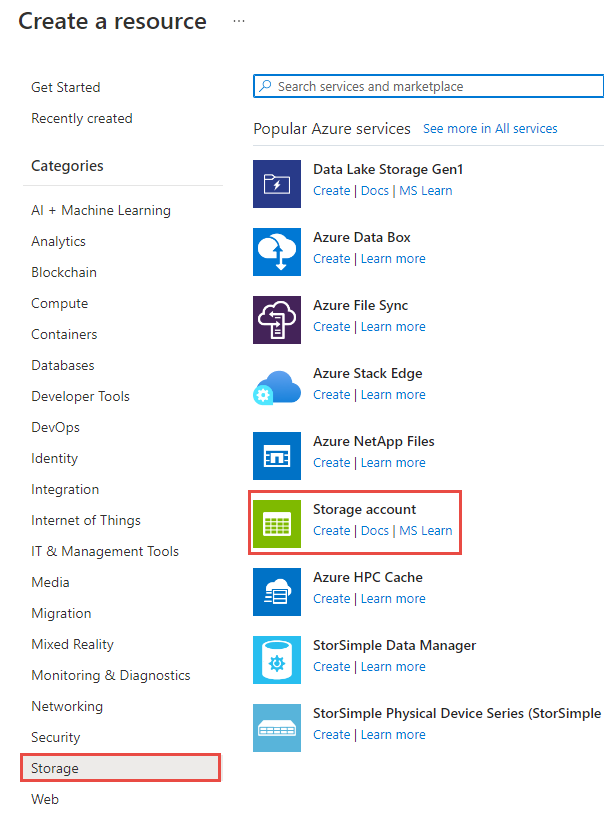 Create a resource ...
Get Started
Recently created
Categories
AI + Machine Learning
Analytics
Blockchain
Compute
Containers
Databases
Developer Tools
DevOps
Identity
Integration
Internet of Things
IT & Management Tools
Media
Migration
Mixed Reality
Monitoring & Diagnostics
Networking
Security
Storage
Web
Search services and marketplace
Popular Azure services See more in All services
Data Lake Storage Gen1
Create | Docs | MS Learn
Azure Data Box
Create | Learn more
Azure File Sync
Create | Learn more
Azure Stack Edge
Create | Learn more
Azure NetApp Files
Create | Learn more
Storage account
Create | Docs | MS Learn
Azure HPC Cache
Create | Learn more
StorSimple Data Manager
Create | Learn more
StorSimple Physical Device Series (StorSimple
Create | Learn more